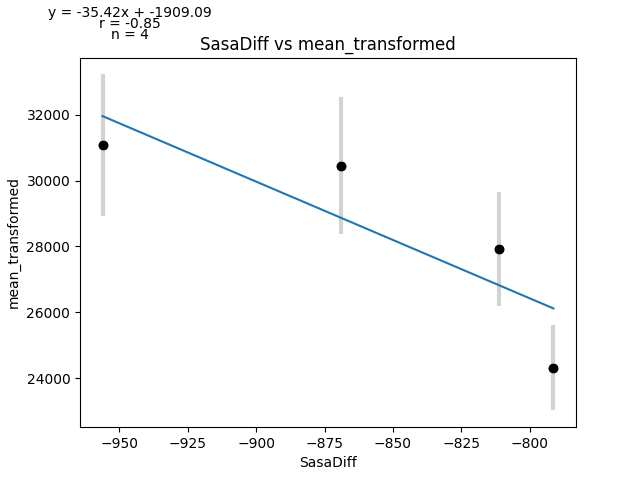 y = -35.42x + -1909.09
r = -0.85
n = 4
SasaDiff vs mean_transformed
32000
30000
28000
26000
24000
mean_transformed
−950
−925
−900
−875
−850
−825
−800
SasaDiff